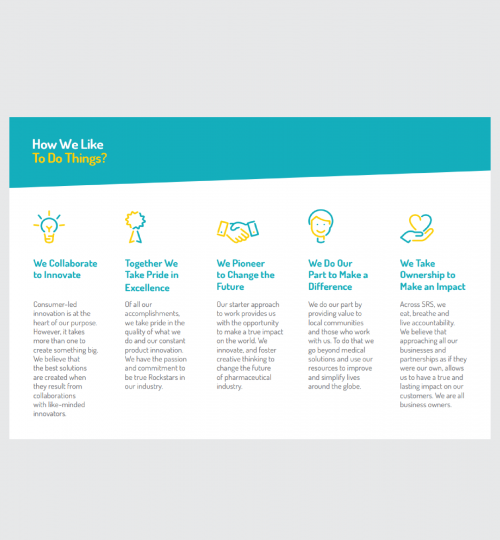 How We Like
To Do Things?
We Collaborate
to Innovate
Consumer-led
innovation is at the
heart of our purpose.
However, it takes
more than one to
create something big.
We believe that
the best solutions
are created when
they result from
collaborations
with like-minded
innovators.
Together We
Take Pride in
Excellence
Of all our
accomplishments,
we take pride in the
quality of what we
do and our constant
product innovation.
We have the passion
and commitment to
be true Rockstars in
our industry.
We Pioneer
to Change the
Future
Our starter approach
to work provides us
with the opportunity
to make a true impact
on the world. We
innovate, and foster
creative thinking to
change the future
of pharmaceutical
industry.
We Do Our
Part to Make a
Difference
We do our part by
providing value to
local communities
and those who work
with us. To do that we
go beyond medical
solutions and use our
resources to improve
and simplify lives
around the globe.
We Take
Ownership to
Make an Impact
Across SRS, we
eat, breathe and
live accountability.
We believe that
approaching all our
businesses and
partnerships as if they
were our own, allows
us to have a true and
lasting impact on our
customers. We are all
business owners.